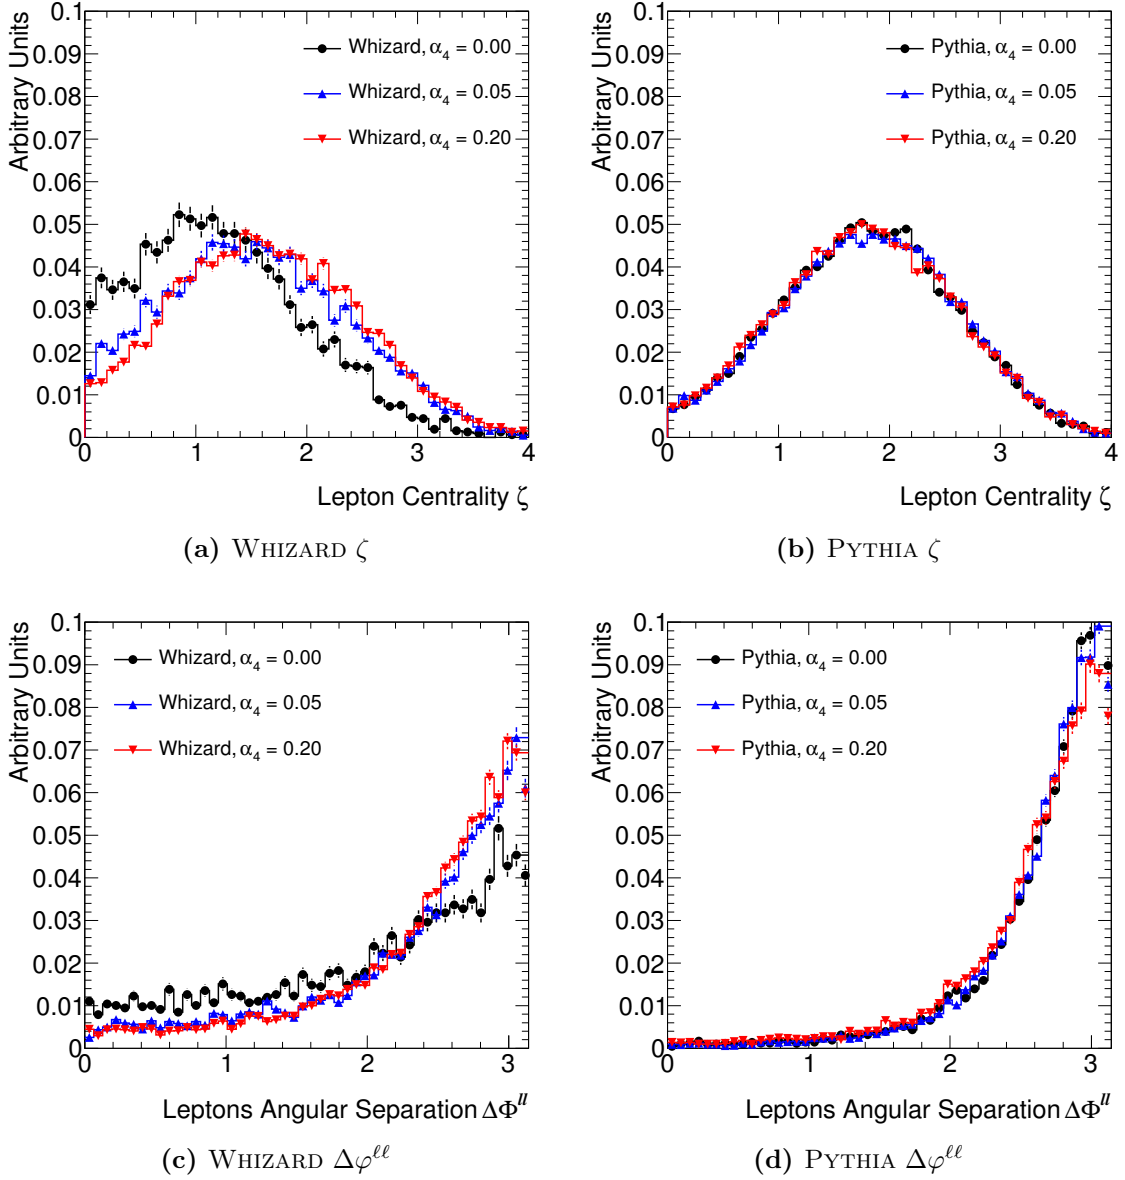 Arbitrary Units
0.1
0.09
0.08
0.07
0.06
0.05
0.04
0.03
0.02
0.01
0
Whizard, α₄ = 0.00
Whizard, α₄ = 0.05
Whizard, α₄ = 0.20
0 1 2 3 4
Lepton Centrality ζ
(a) WHIZARD ζ
Arbitrary Units
0.1
0.09
0.08
0.07
0.06
0.05
0.04
0.03
0.02
0.01
0
Pythia, α₄ = 0.00
Pythia, α₄ = 0.05
Pythia, α₄ = 0.20
0 1 2 3 4
Lepton Centrality ζ
(b) PYTHIA ζ
Arbitrary Units
0.1
0.09
0.08
0.07
0.06
0.05
0.04
0.03
0.02
0.01
0
Whizard, α₄ = 0.00
Whizard, α₄ = 0.05
Whizard, α₄ = 0.20
0 1 2 3
Leptons Angular Separation ΔΦˡˡ
(c) WHIZARD Δφ^ℓℓ
Arbitrary Units
0.1
0.09
0.08
0.07
0.06
0.05
0.04
0.03
0.02
0.01
0
Pythia, α₄ = 0.00
Pythia, α₄ = 0.05
Pythia, α₄ = 0.20
0 1 2 3
Leptons Angular Separation ΔΦˡˡ
(d) PYTHIA Δφ^ℓℓ